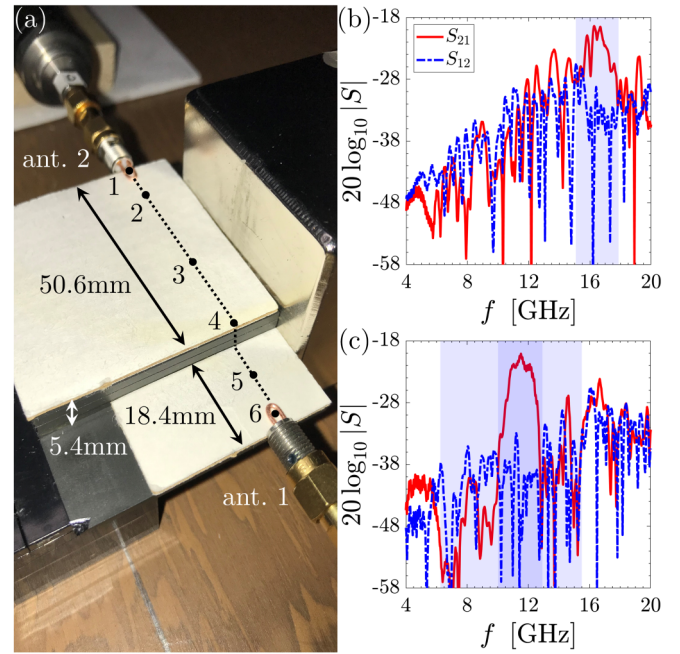 (a)
ant. 2
1
2
3
4
5
6
50.6mm
18.4mm
5.4mm
ant. 1
(b)
-18
-28
-38
-48
-58
20 log₁₀ |S|
S₂₁
S₁₂
4 8 12 16 20
f [GHz]
(c)
-18
-28
-38
-48
-58
20 log₁₀ |S|
4 8 12 16 20
f [GHz]